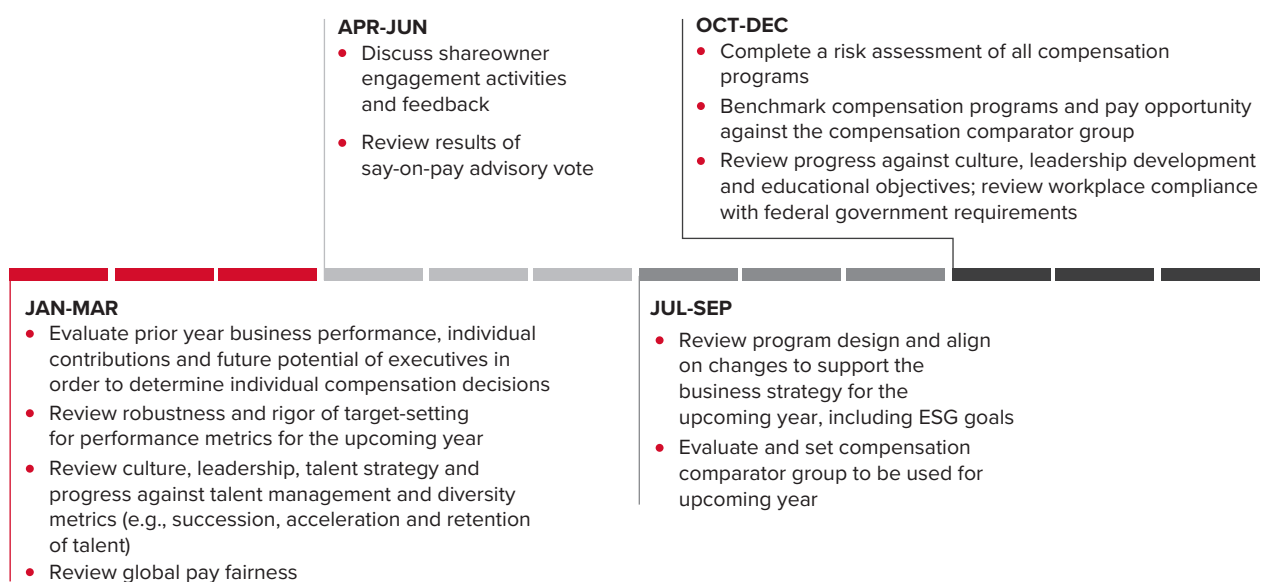 APR-JUN
• Discuss shareowner
engagement activities
and feedback
• Review results of
say-on-pay advisory vote
OCT-DEC
• Complete a risk assessment of all compensation
programs
• Benchmark compensation programs and pay opportunity
against the compensation comparator group
• Review progress against culture, leadership development
and educational objectives; review workplace compliance
with federal government requirements
JAN-MAR
• Evaluate prior year business performance, individual
contributions and future potential of executives in
order to determine individual compensation decisions
• Review robustness and rigor of target-setting
for performance metrics for the upcoming year
• Review culture, leadership, talent strategy and
progress against talent management and diversity
metrics (e.g., succession, acceleration and retention
of talent)
• Review global pay fairness
JUL-SEP
• Review program design and align
on changes to support the
business strategy for the
upcoming year, including ESG goals
• Evaluate and set compensation
comparator group to be used for
upcoming year